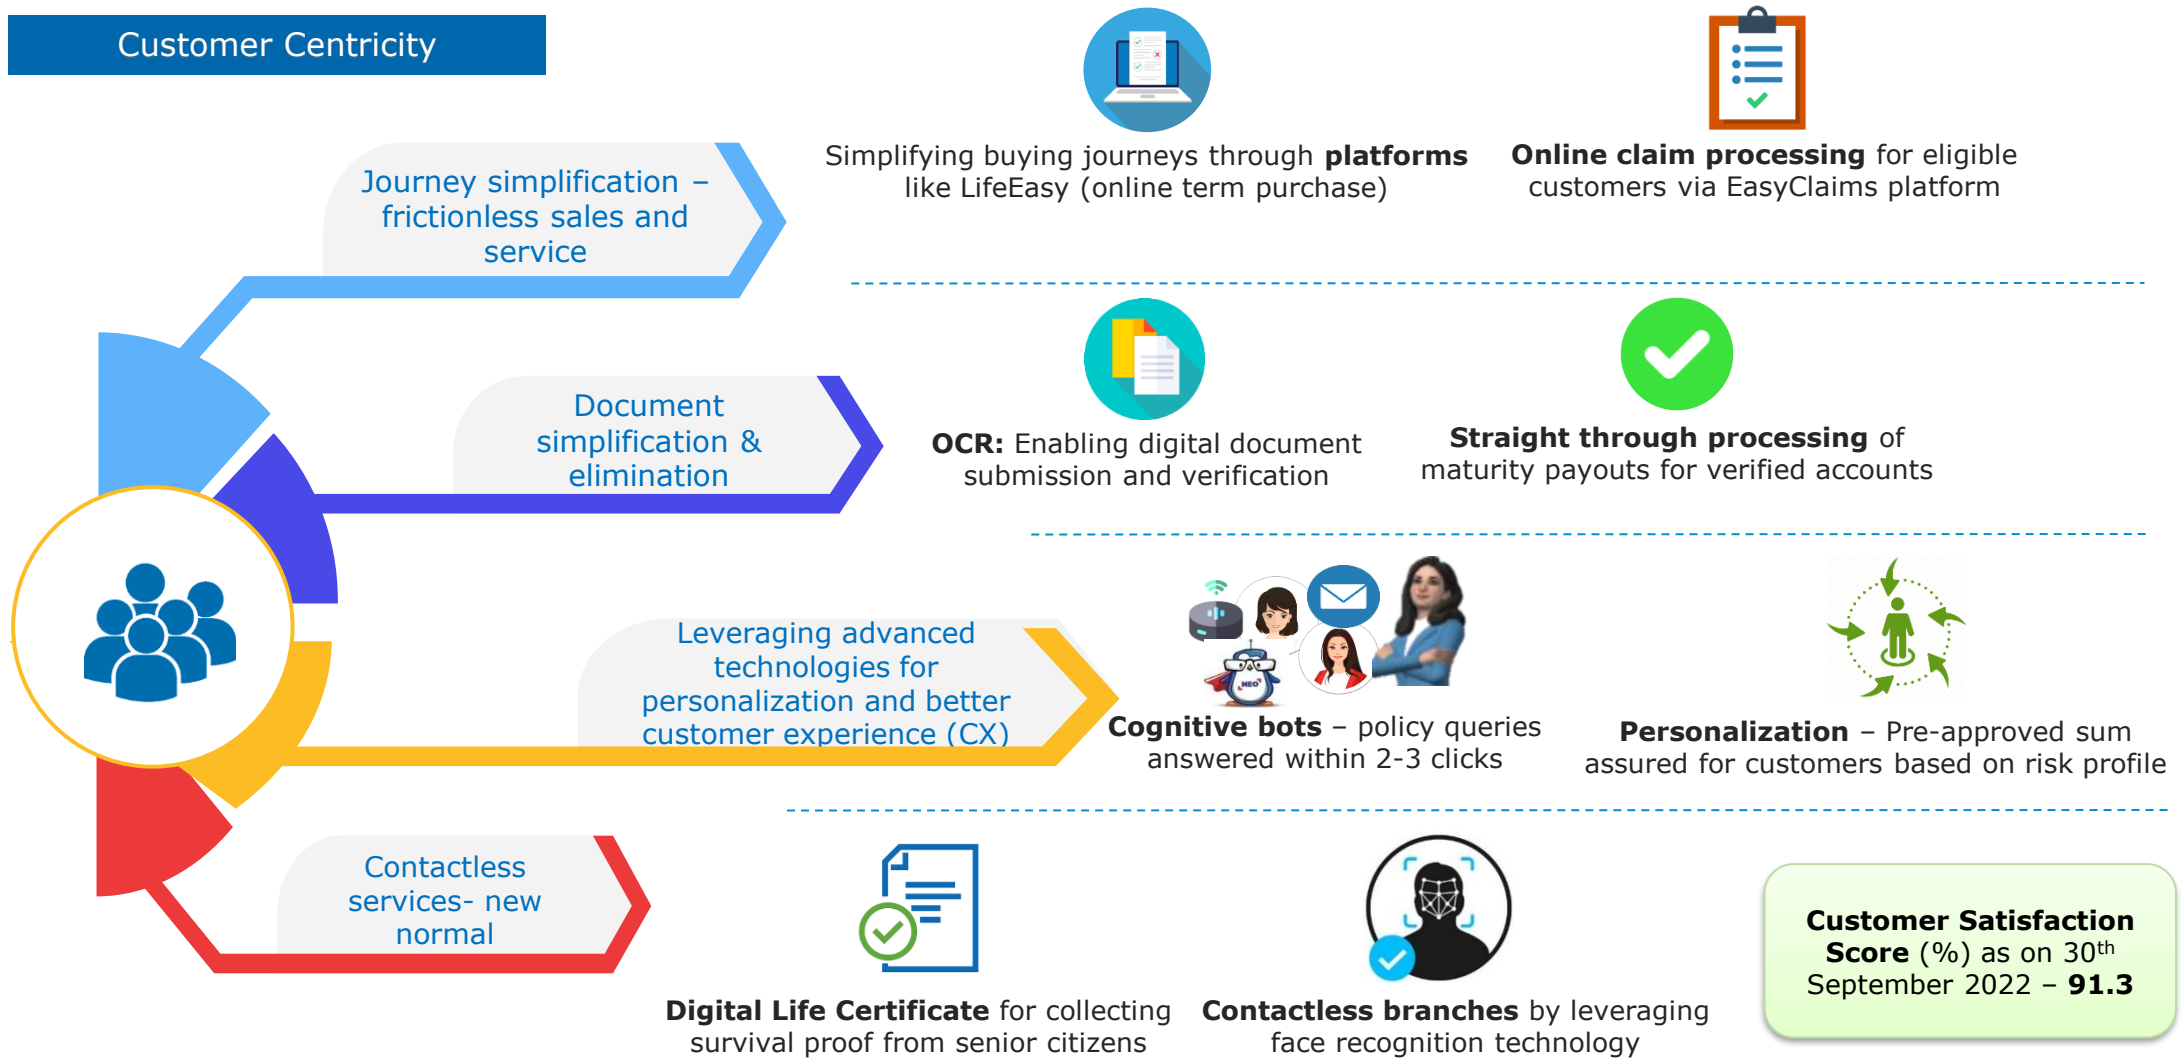 Customer Centricity
Journey simplification –
frictionless sales and
service
Simplifying buying journeys through platforms
like LifeEasy (online term purchase)
Online claim processing for eligible
customers via EasyClaims platform
Document
simplification &
elimination
OCR: Enabling digital document
submission and verification
Straight through processing of
maturity payouts for verified accounts
Leveraging advanced
technologies for
personalization and better
customer experience (CX)
NEO
Cognitive bots – policy queries
answered within 2-3 clicks
Personalization – Pre-approved sum
assured for customers based on risk profile
Contactless
services- new
normal
Digital Life Certificate for collecting
survival proof from senior citizens
Contactless branches by leveraging
face recognition technology
Customer Satisfaction
Score (%) as on 30th
September 2022 – 91.3